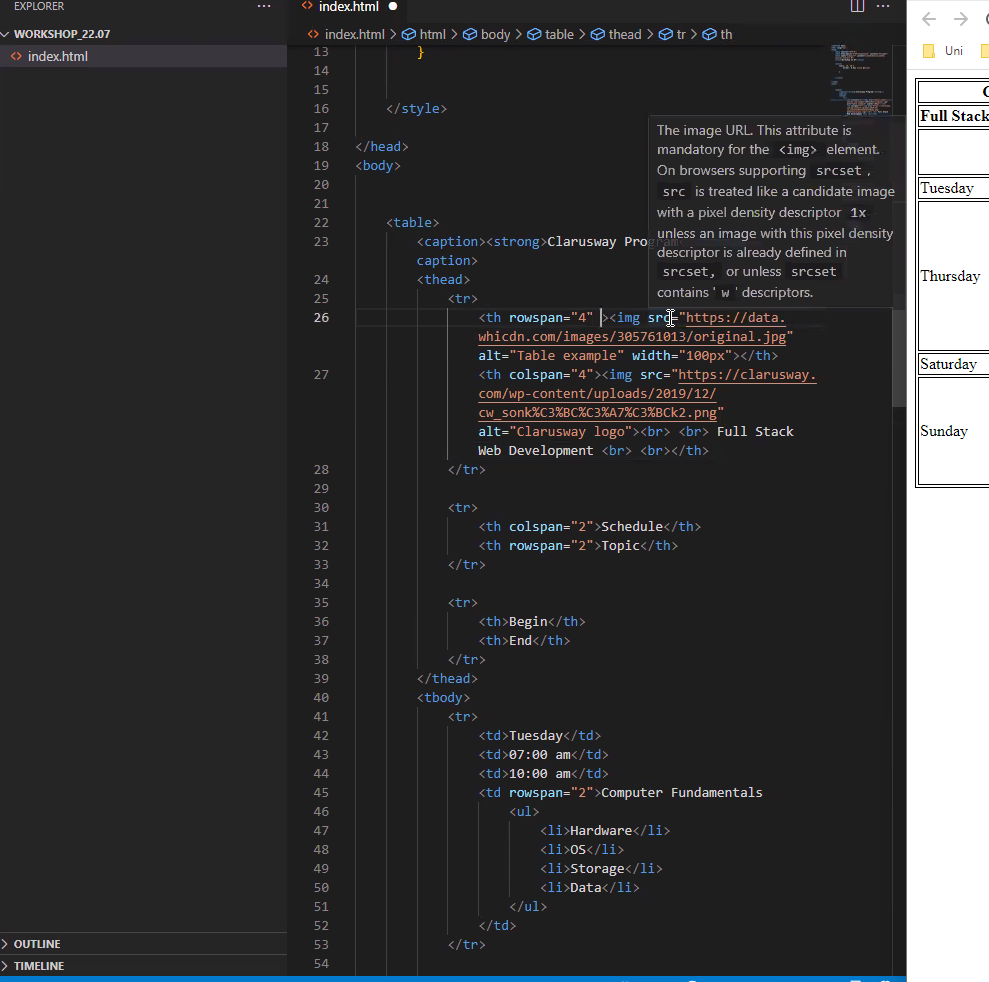 EXPLORER
WORKSHOP_22.07
index.html
OUTLINE
TIMELINE
index.html
index.html > html > body > table > thead > tr > th
13 }
14
15
16 </style>
17
18 </head>
19 <body>
20
21
22 <table>
23 <caption><strong>Clarusway Program
caption>
24 <thead>
25 <tr>
26 <th rowspan="4" ><img src="https://data.
whicdn.com/images/305761013/original.jpg"
alt="Table example" width="100px"></th>
27 <th colspan="4"><img src="https://clarusway.
com/wp-content/uploads/2019/12/
cw_sonk%C3%BC%C3%A7%C3%BCk2.png"
alt="Clarusway logo"><br> <br> Full Stack
Web Development <br> <br></th>
28 </tr>
29
30 <tr>
31 <th colspan="2">Schedule</th>
32 <th rowspan="2">Topic</th>
33 </tr>
34
35 <tr>
36 <th>Begin</th>
37 <th>End</th>
38 </tr>
39 </thead>
40 <tbody>
41 <tr>
42 <td>Tuesday</td>
43 <td>07:00 am</td>
44 <td>10:00 am</td>
45 <td rowspan="2">Computer Fundamentals
46 <ul>
47 <li>Hardware</li>
48 <li>OS</li>
49 <li>Storage</li>
50 <li>Data</li>
51 </ul>
52 </td>
53 </tr>
54
The image URL. This attribute is
mandatory for the <img> element.
On browsers supporting srcset,
src is treated like a candidate image
with a pixel density descriptor 1x
unless an image with this pixel density
descriptor is already defined in
srcset, or unless srcset
contains ' w ' descriptors.
Uni
Full Stack
Tuesday
Thursday
Saturday
Sunday